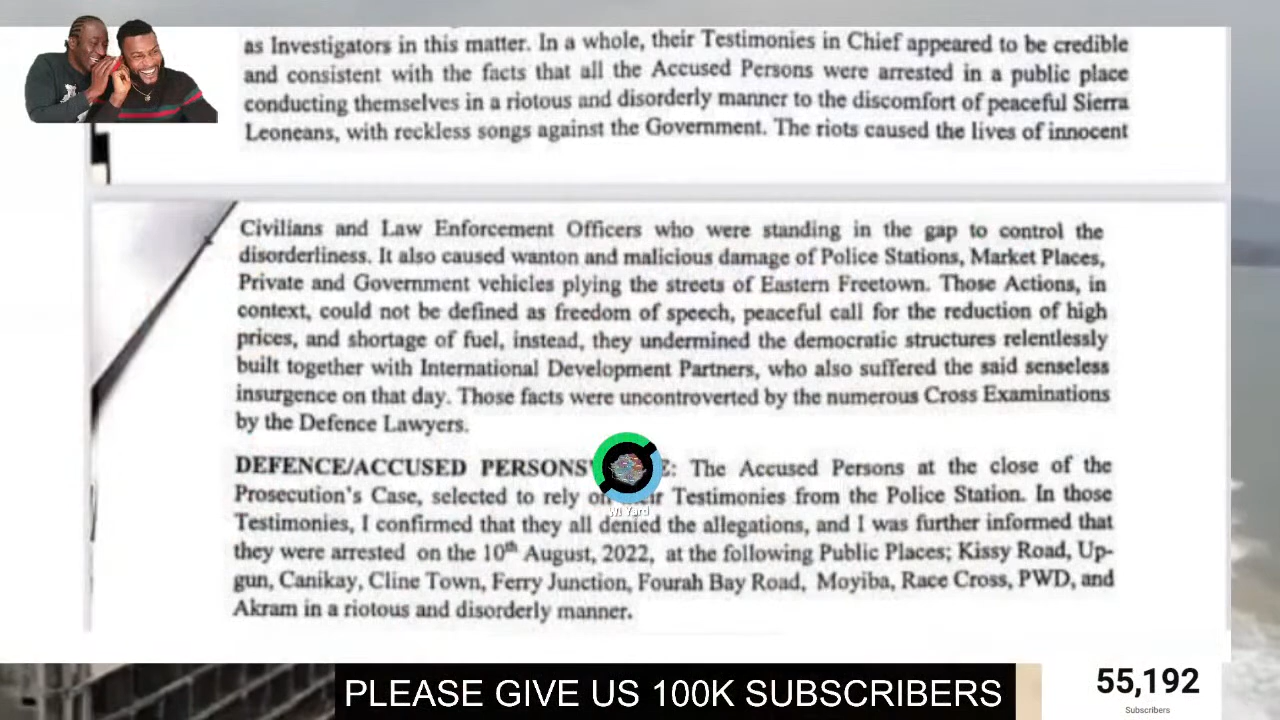 as Investigators in this matter. In a whole, their Testimonies in Chief appeared to be credible
and consistent with the facts that all the Accused Persons were arrested in a public place
conducting themselves in a riotous and disorderly manner to the discomfort of peaceful Sierra
Leoneans, with reckless songs against the Government. The riots caused the lives of innocent
Civilians and Law Enforcement Officers who were standing in the gap to control the
disorderliness. It also caused wanton and malicious damage of Police Stations, Market Places,
Private and Government vehicles plying the streets of Eastern Freetown. Those Actions, in
context, could not be defined as freedom of speech, peaceful call for the reduction of high
prices, and shortage of fuel, instead, they undermined the democratic structures relentlessly
built together with International Development Partners, who also suffered the said senseless
insurgence on that day. Those facts were uncontroverted by the numerous Cross Examinations
by the Defence Lawyers.
DEFENCE/ACCUSED PERSONS' : The Accused Persons at the close of the
Prosecution's Case, selected to rely on Testimonies from the Police Station. In those
Wi Yard
Testimonies, I confirmed that they all denied the allegations, and I was further informed that
they were arrested on the 10th August, 2022, at the following Public Places; Kissy Road, Up-
gun, Canikay, Cline Town, Ferry Junction, Fourah Bay Road, Moyiba, Race Cross, PWD, and
Akram in a riotous and disorderly manner.
PLEASE GIVE US 100K SUBSCRIBERS
55,192
Subscribers